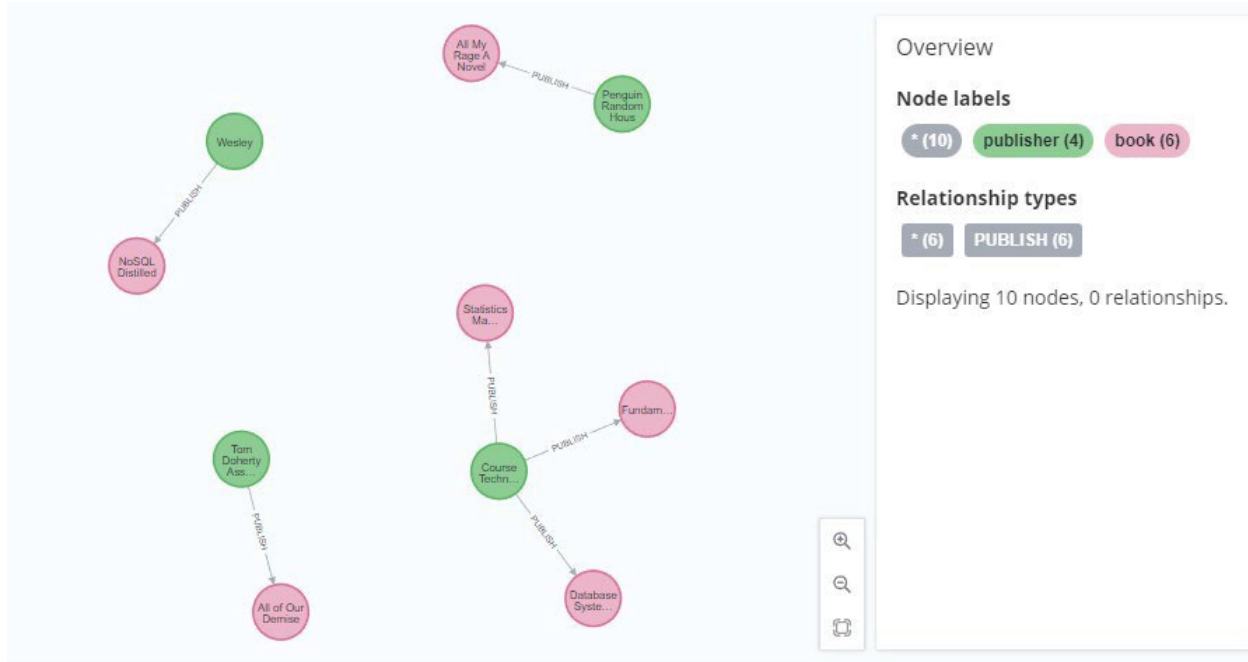 All My
Rage A
Novel
PUBLISH
Penguin
Random
Hous
Wesley
PUBLISH
NoSQL
Distilled
Statistics
Ma...
PUBLISH
Fundam...
PUBLISH
Course
Techn...
PUBLISH
Database
Syste...
Tom
Doherty
Ass...
PUBLISH
All of Our
Demise
Overview
Node labels
* (10) publisher (4) book (6)
Relationship types
* (6) PUBLISH (6)
Displaying 10 nodes, 0 relationships.